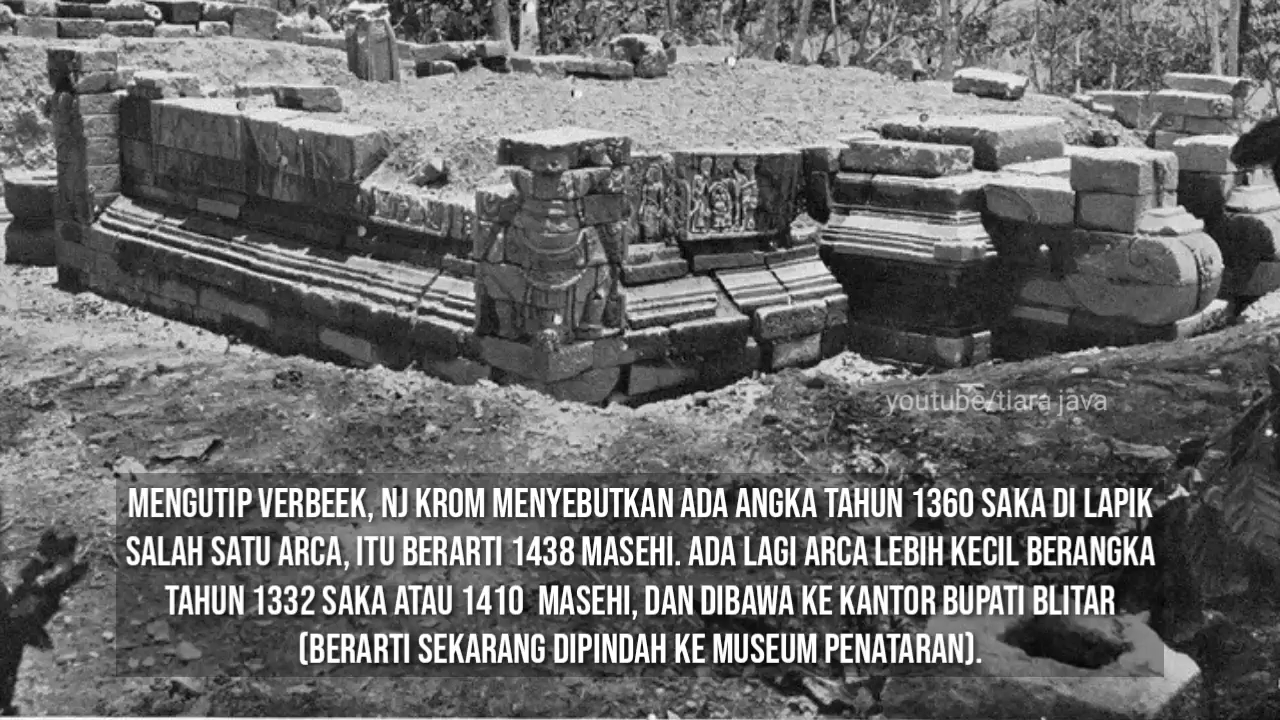 youtube/tiara java
MENGUTIP VERBEEK, NJ KROM MENYEBUTKAN ADA ANGKA TAHUN 1360 SAKA DI LAPIK
SALAH SATU ARCA, ITU BERARTI 1438 MASEHI. ADA LAGI ARCA LEBIH KECIL BERANGKA
TAHUN 1332 SAKA ATAU 1410 MASEHI, DAN DIBAWA KE KANTOR BUPATI BLITAR
(BERARTI SEKARANG DIPINDAH KE MUSEUM PENATARAN).